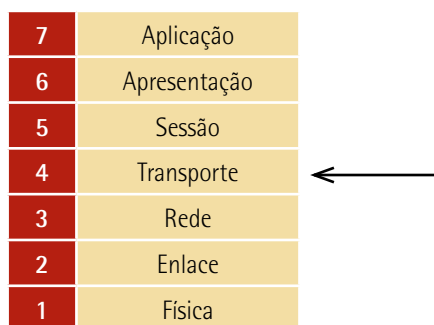 7 Aplicação
6 Apresentação
5 Sessão
4 Transporte
3 Rede
2 Enlace
1 Física